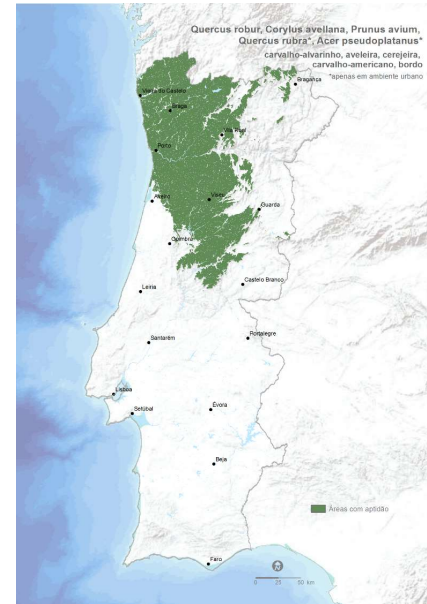 Quercus robur, Corylus avellana, Prunus avium,
Quercus rubra*, Acer pseudoplatanus*
carvalho-alvarinho, aveleira, cerejeira,
carvalho-americano, bordo
*apenas em ambiente urbano
Bragança
Viana do Castelo
Braga
Vila Real
Porto
Aveiro
Viseu
Guarda
Coimbra
Leiria
Castelo Branco
Santarém
Portalegre
Lisboa
Setúbal
Évora
Beja
Áreas com aptidão
Faro
0 25 50 km